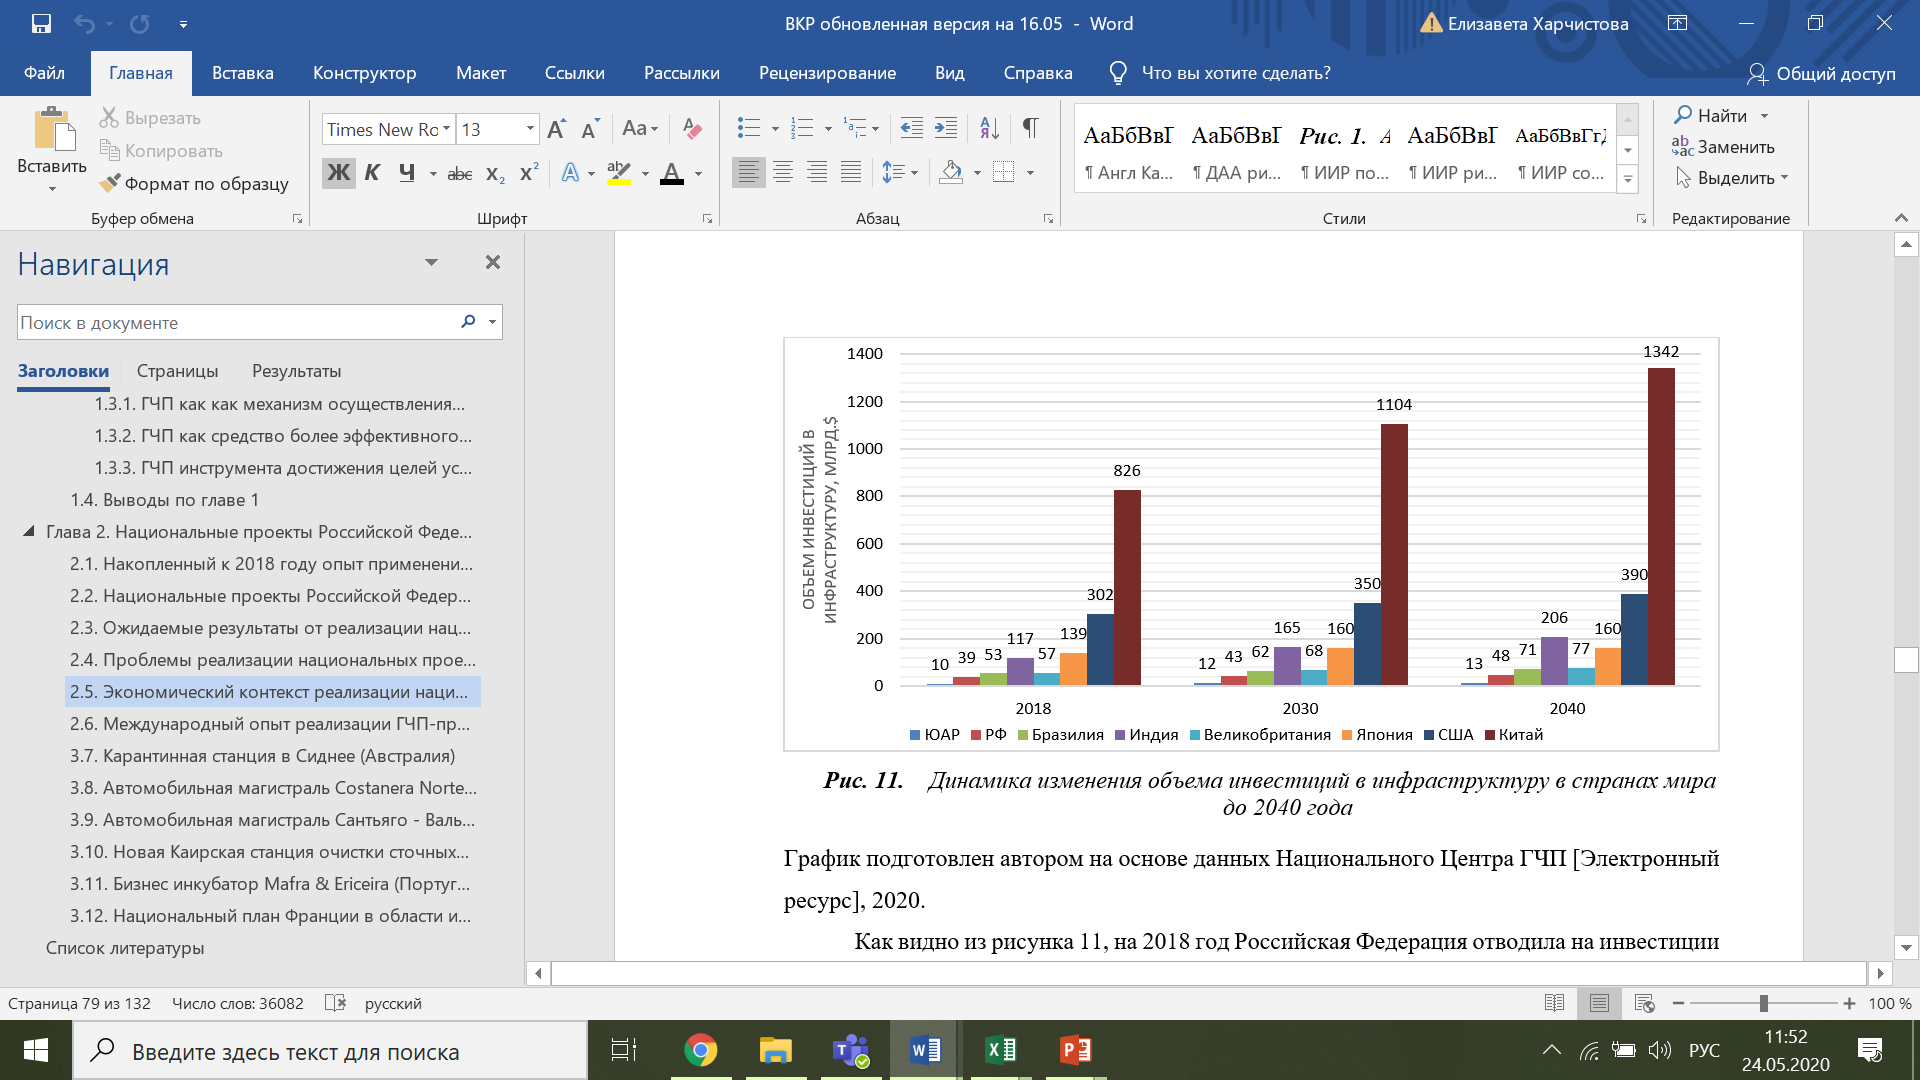 ВКР обновленная версия на 16.05 - Word
Елизавета Харчистова
Файл
Главная
Вставка
Конструктор
Макет
Ссылки
Рассылки
Рецензирование
Вид
Справка
Что вы хотите сделать?
Общий доступ
Вставить
Вырезать
Копировать
Формат по образцу
Буфер обмена
Times New Ro
13
Aa
Ж К Ч abc x₂ x²
Шрифт
Абзац
АаБбВвГ
¶ Англ Ка...
АаБбВвГ
¶ ДАА ри...
Рис. 1. А
¶ ИИР по...
АаБбВвГ
¶ ИИР ри...
АаБбВвГгД
¶ ИИР со...
Стили
Найти
Заменить
Выделить
Редактирование
Навигация
Поиск в документе
Заголовки
Страницы
Результаты
1.3.1. ГЧП как как механизм осуществления...
1.3.2. ГЧП как средство более эффективного...
1.3.3. ГЧП инструмента достижения целей ус...
1.4. Выводы по главе 1
Глава 2. Национальные проекты Российской Феде...
2.1. Накопленный к 2018 году опыт применени...
2.2. Национальные проекты Российской Федер...
2.3. Ожидаемые результаты от реализации нац...
2.4. Проблемы реализации национальных прое...
2.5. Экономический контекст реализации наци...
2.6. Международный опыт реализации ГЧП-пр...
3.7. Карантинная станция в Сиднее (Австралия)
3.8. Автомобильная магистраль Costanera Norte...
3.9. Автомобильная магистраль Сантьяго - Валь...
3.10. Новая Каирская станция очистки сточных...
3.11. Бизнес инкубатор Mafra & Ericeira (Португ...
3.12. Национальный план Франции в области и...
Список литературы
ОБЪЕМ ИНВЕСТИЦИЙ В
ИНФРАСТРУКТУРУ, МЛРД.$
1400
1200
1000
800
600
400
200
0
10 39 53 117 57 139 302 826
12 43 62 165 68 160 350 1104
13 48 71 206 77 160 390 1342
2018 2030 2040
ЮАР РФ Бразилия Индия Великобритания Япония США Китай
Рис. 11. Динамика изменения объема инвестиций в инфраструктуру в странах мира
до 2040 года
График подготовлен автором на основе данных Национального Центра ГЧП [Электронный
ресурс], 2020.
Как видно из рисунка 11, на 2018 год Российская Федерация отводила на инвестиции
Страница 79 из 132
Число слов: 36082
русский
100 %
Введите здесь текст для поиска
РУС
11:52
24.05.2020